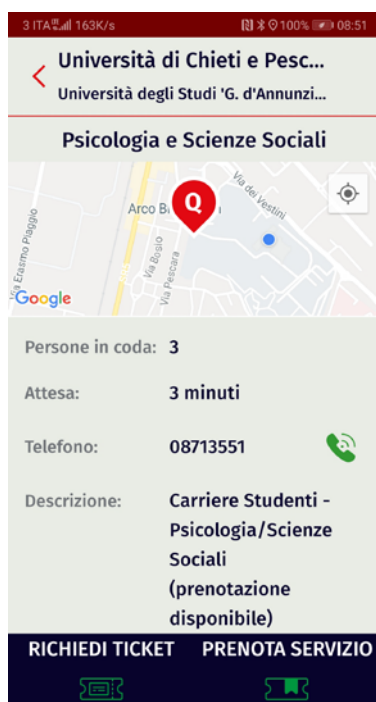 3 ITA 163K/s 100% 08:51
Università di Chieti e Pesc...
Università degli Studi 'G. d'Annunzi...
Psicologia e Scienze Sociali
Via dei Vestini
Arco B
Via Erasmo Piaggio
Via Bosio
Via Pescara
Q
Google
Persone in coda: 3
Attesa: 3 minuti
Telefono: 08713551
Descrizione: Carriere Studenti -
Psicologia/Scienze
Sociali
(prenotazione
disponibile)
RICHIEDI TICKET PRENOTA SERVIZIO